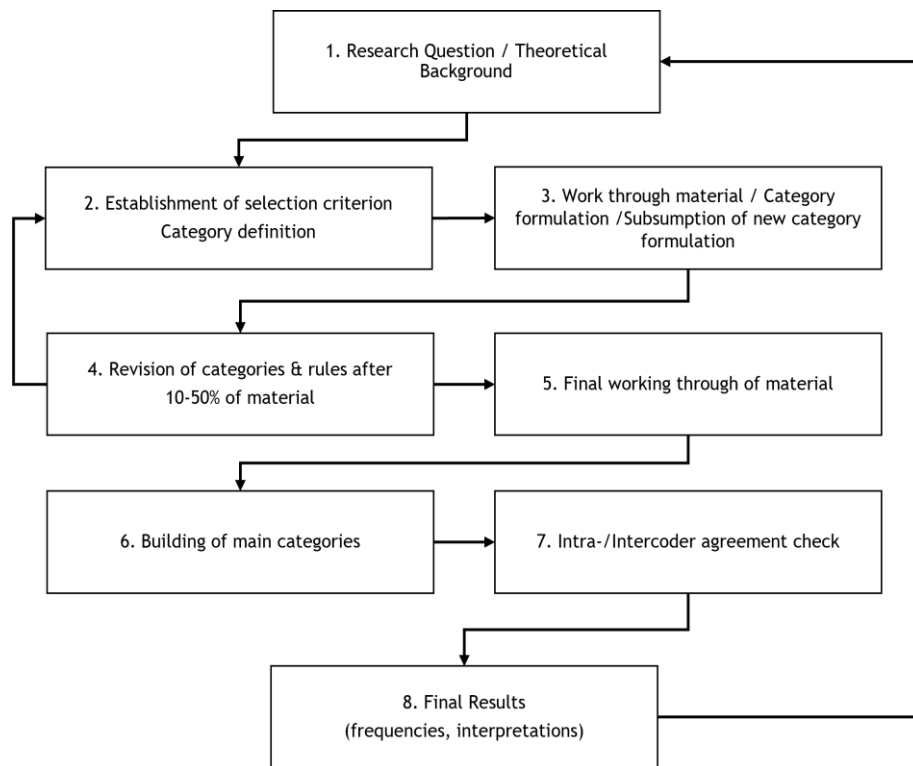 1. Research Question / Theoretical
Background
2. Establishment of selection criterion
Category definition
3. Work through material / Category
formulation /Subsumption of new category
formulation
4. Revision of categories & rules after
10-50% of material
5. Final working through of material
6. Building of main categories
7. Intra-/Intercoder agreement check
8. Final Results
(frequencies, interpretations)